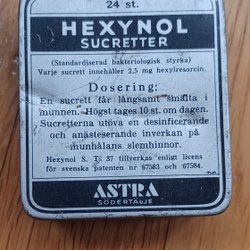 24 st.
HEXYNOL
SUCRETTER
(Standardiserad bakteriologisk styrka)
Varje sucrett innehåller 2,5 mg hexylresorcin.
Dosering:
En sucrett får långsamt smälta i
munnen. Högst tages 10 st. om dagen.
Sucretterna utöva en desinficerande
och anästeserande inverkan på
munhålans slemhinnor.
Hexynol S. T. 37 tillverkas enligt licens
för svenska patenten nr 67583 och 67584.
ASTRA
SÖDERTÄLJE